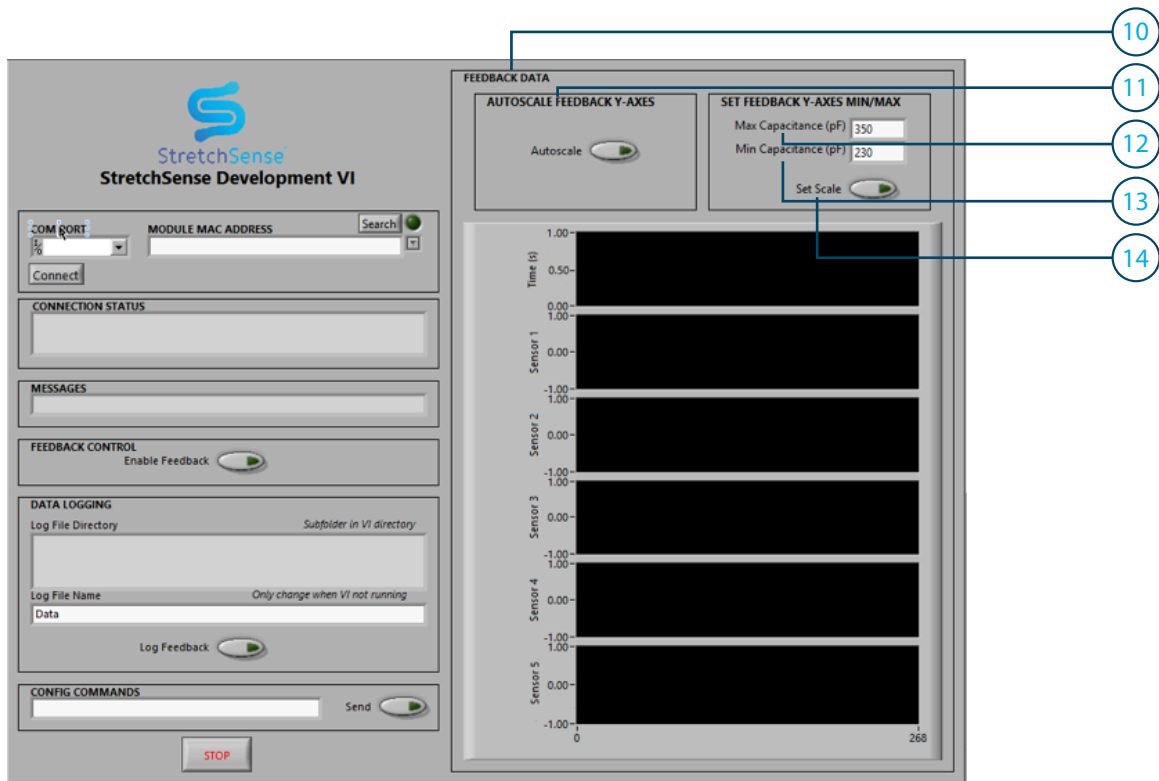 StretchSense
StretchSense Development VI
COM PORT
MODULE MAC ADDRESS
Search
Connect
CONNECTION STATUS
MESSAGES
FEEDBACK CONTROL
Enable Feedback
DATA LOGGING
Log File Directory
Subfolder in VI directory
Log File Name
Only change when VI not running
Data
Log Feedback
CONFIG COMMANDS
Send
STOP
FEEDBACK DATA
AUTOSCALE FEEDBACK Y-AXES
Autoscale
SET FEEDBACK Y-AXES MIN/MAX
Max Capacitance (pF) 350
Min Capacitance (pF) 230
Set Scale
Time (s)
1.00
0.50
0.00
Sensor 1
1.00
0.00
-1.00
Sensor 2
1.00
0.00
-1.00
Sensor 3
1.00
0.00
-1.00
Sensor 4
1.00
0.00
-1.00
Sensor 5
1.00
0.00
-1.00
0
268
10
11
12
13
14